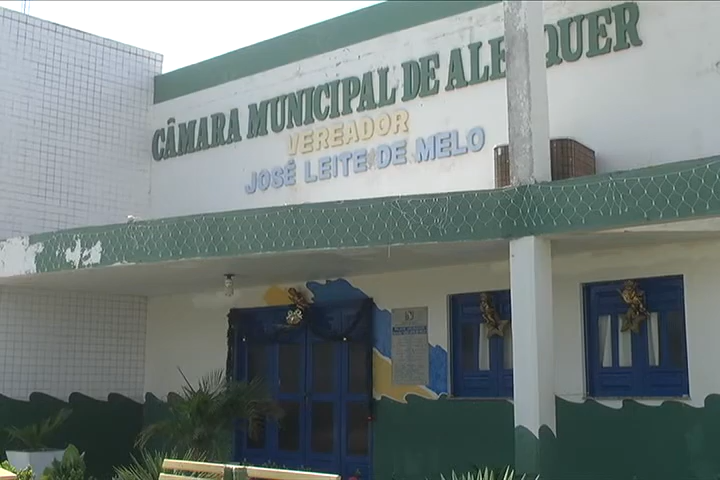 CÂMARA MUNICIPAL DE ALE QUER
VEREADOR
JOSÉ LEITE DE MELO